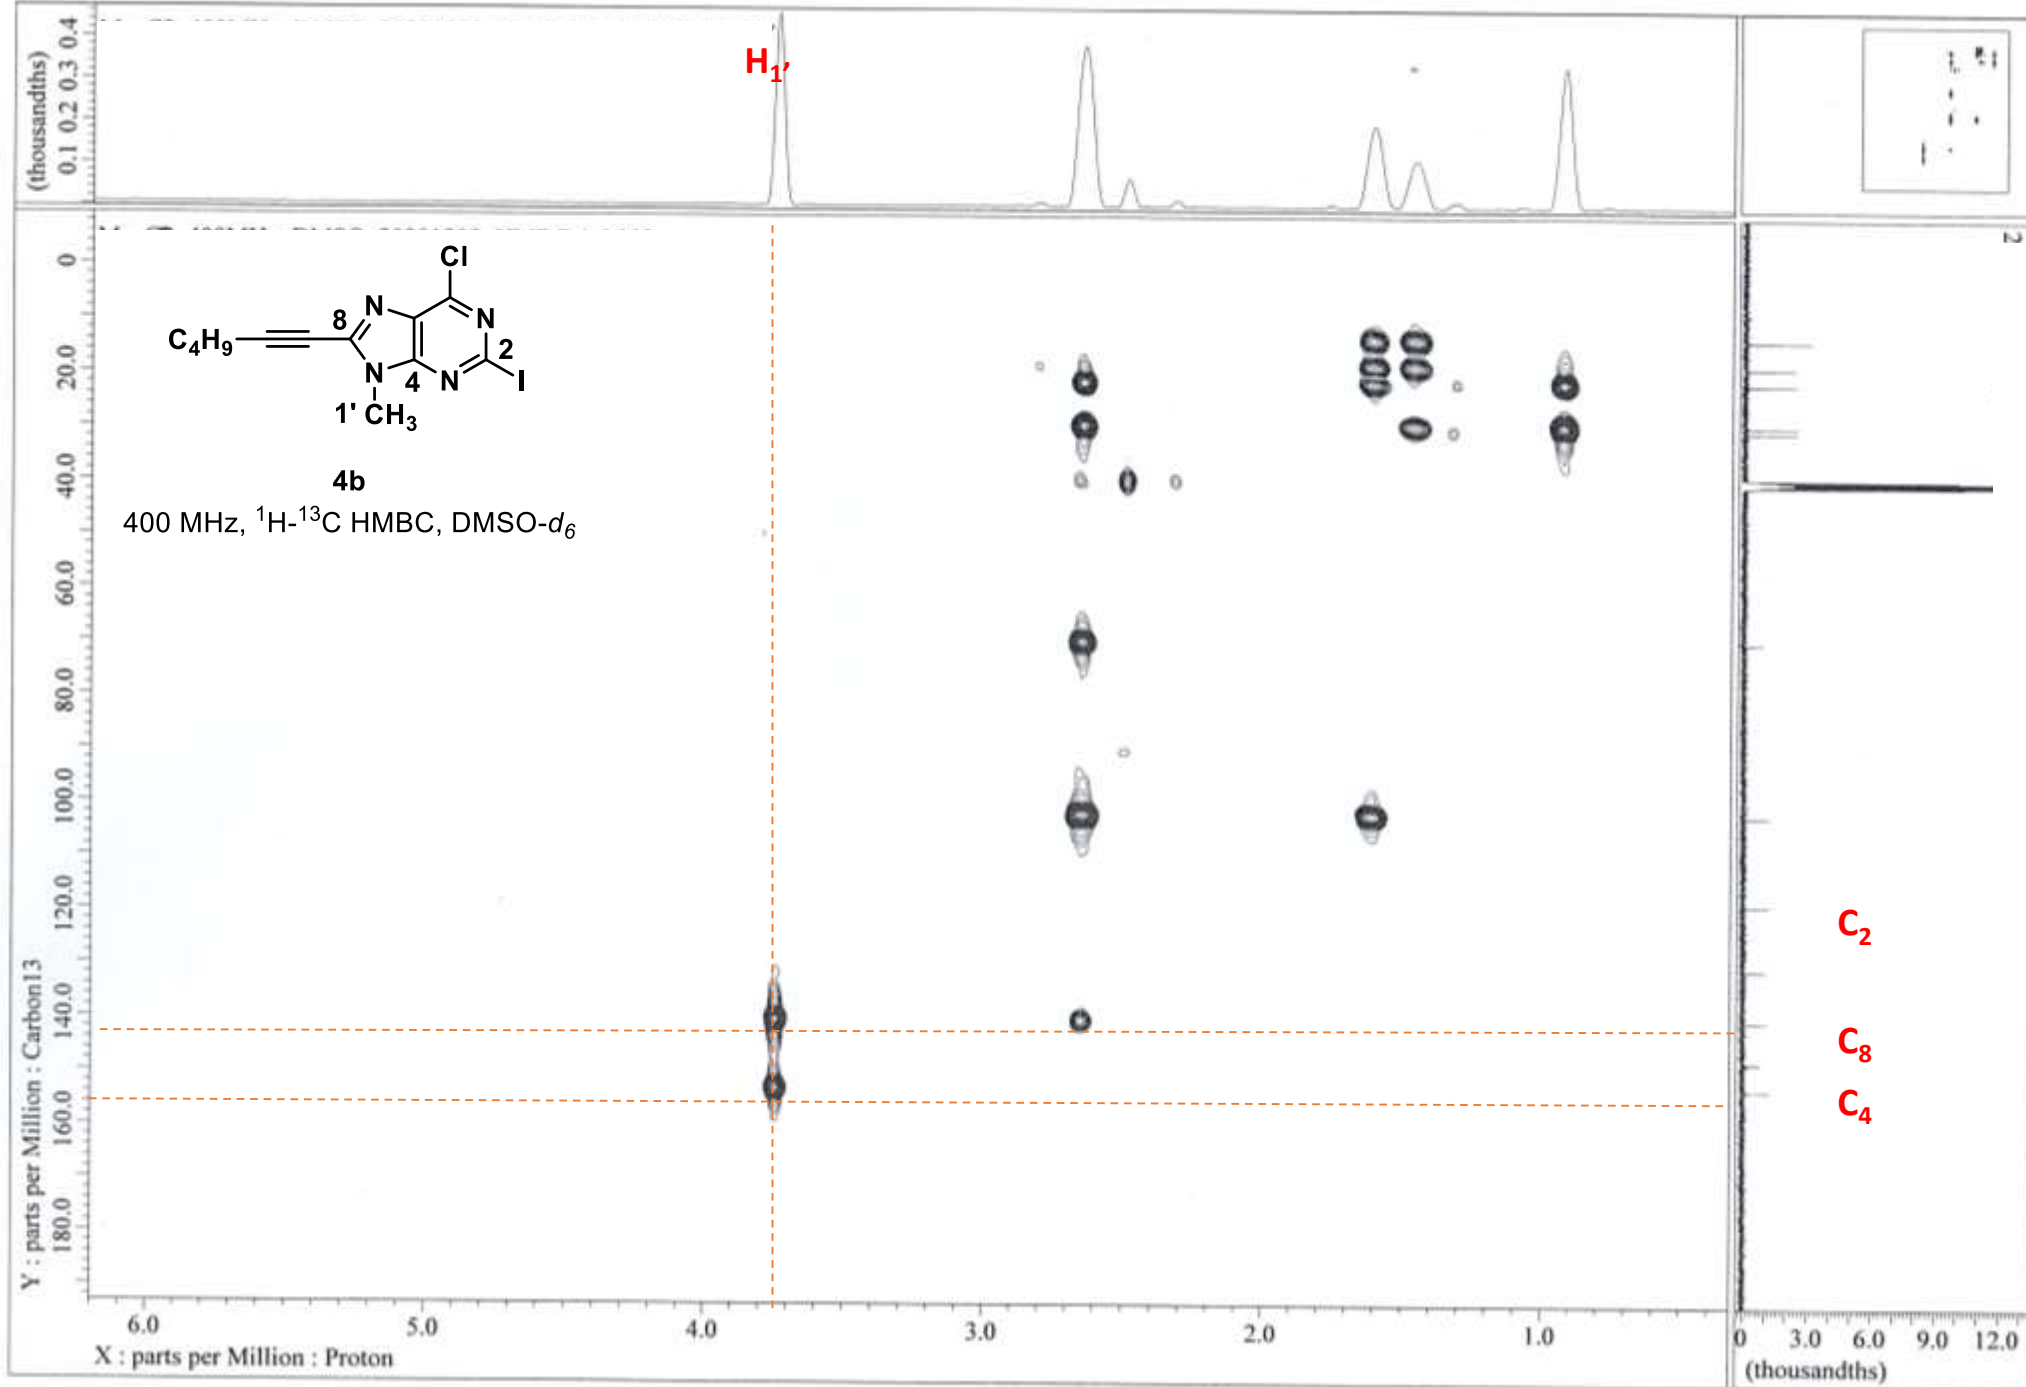 (thousandths)
0.1 0.2 0.3 0.4
H1'
2
Cl
N
8
N
C4H9
2
N
4
N
I
1' CH3
4b
400 MHz, 1H-13C HMBC, DMSO-d6
0
20.0
40.0
60.0
80.0
100.0
120.0
140.0
160.0
180.0
Y : parts per Million : Carbon13
C2
C8
C4
6.0 5.0 4.0 3.0 2.0 1.0
X : parts per Million : Proton
0 3.0 6.0 9.0 12.0
(thousandths)